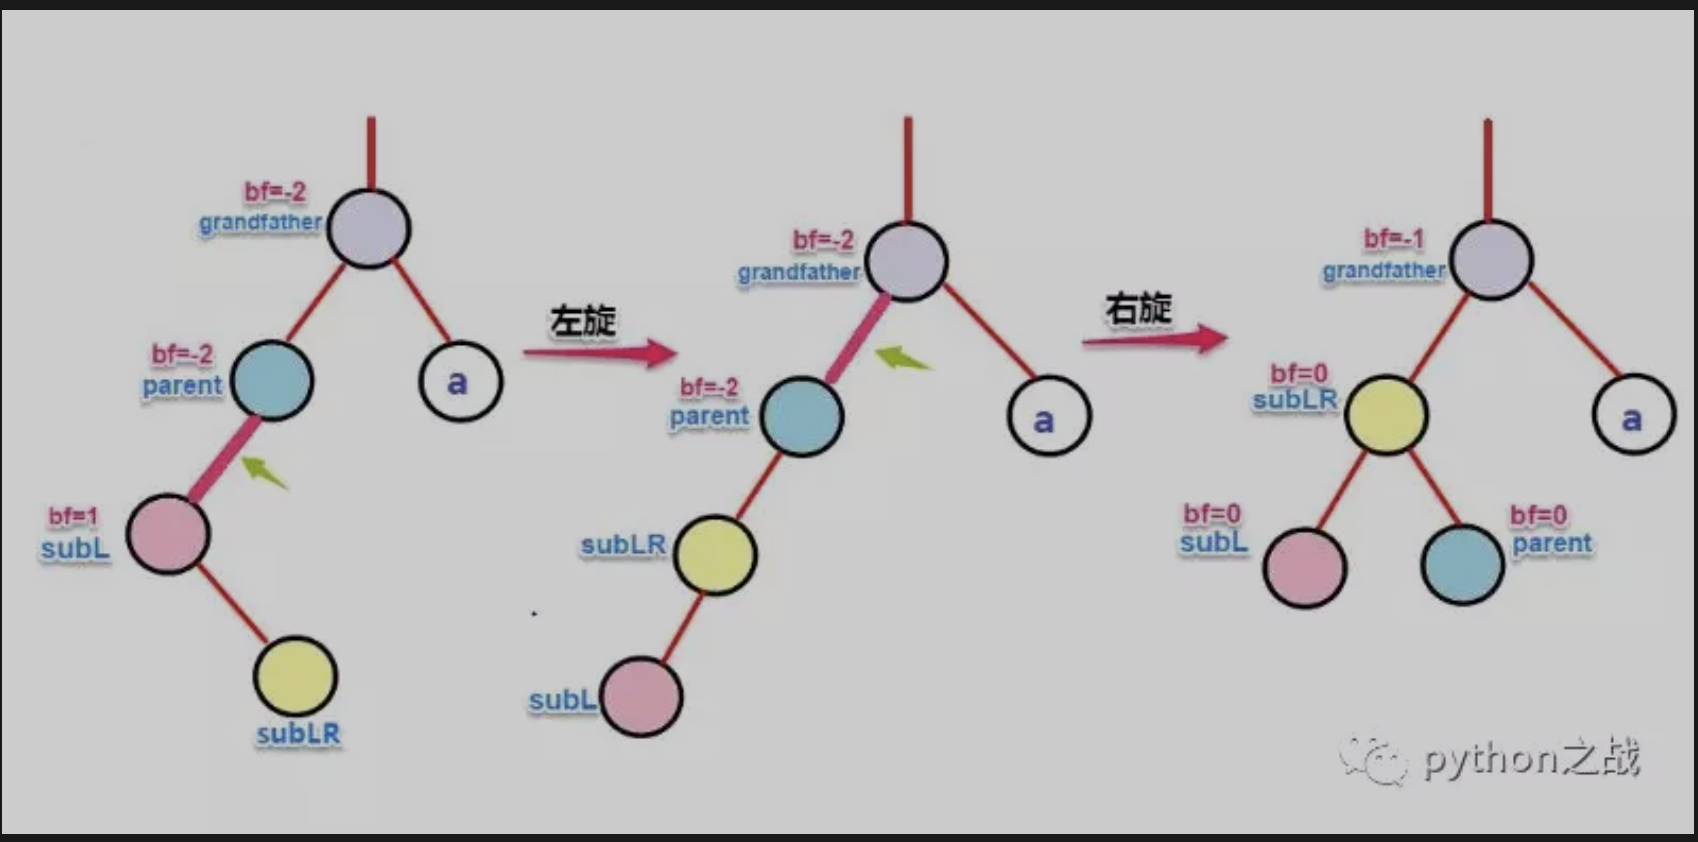 bf=-2
grandfather
bf=-2
parent
a
bf=1
subL
subLR
左旋
bf=-2
grandfather
bf=-2
parent
a
subLR
subL
右旋
bf=-1
grandfather
bf=0
subLR
a
bf=0
subL
bf=0
parent
python之战